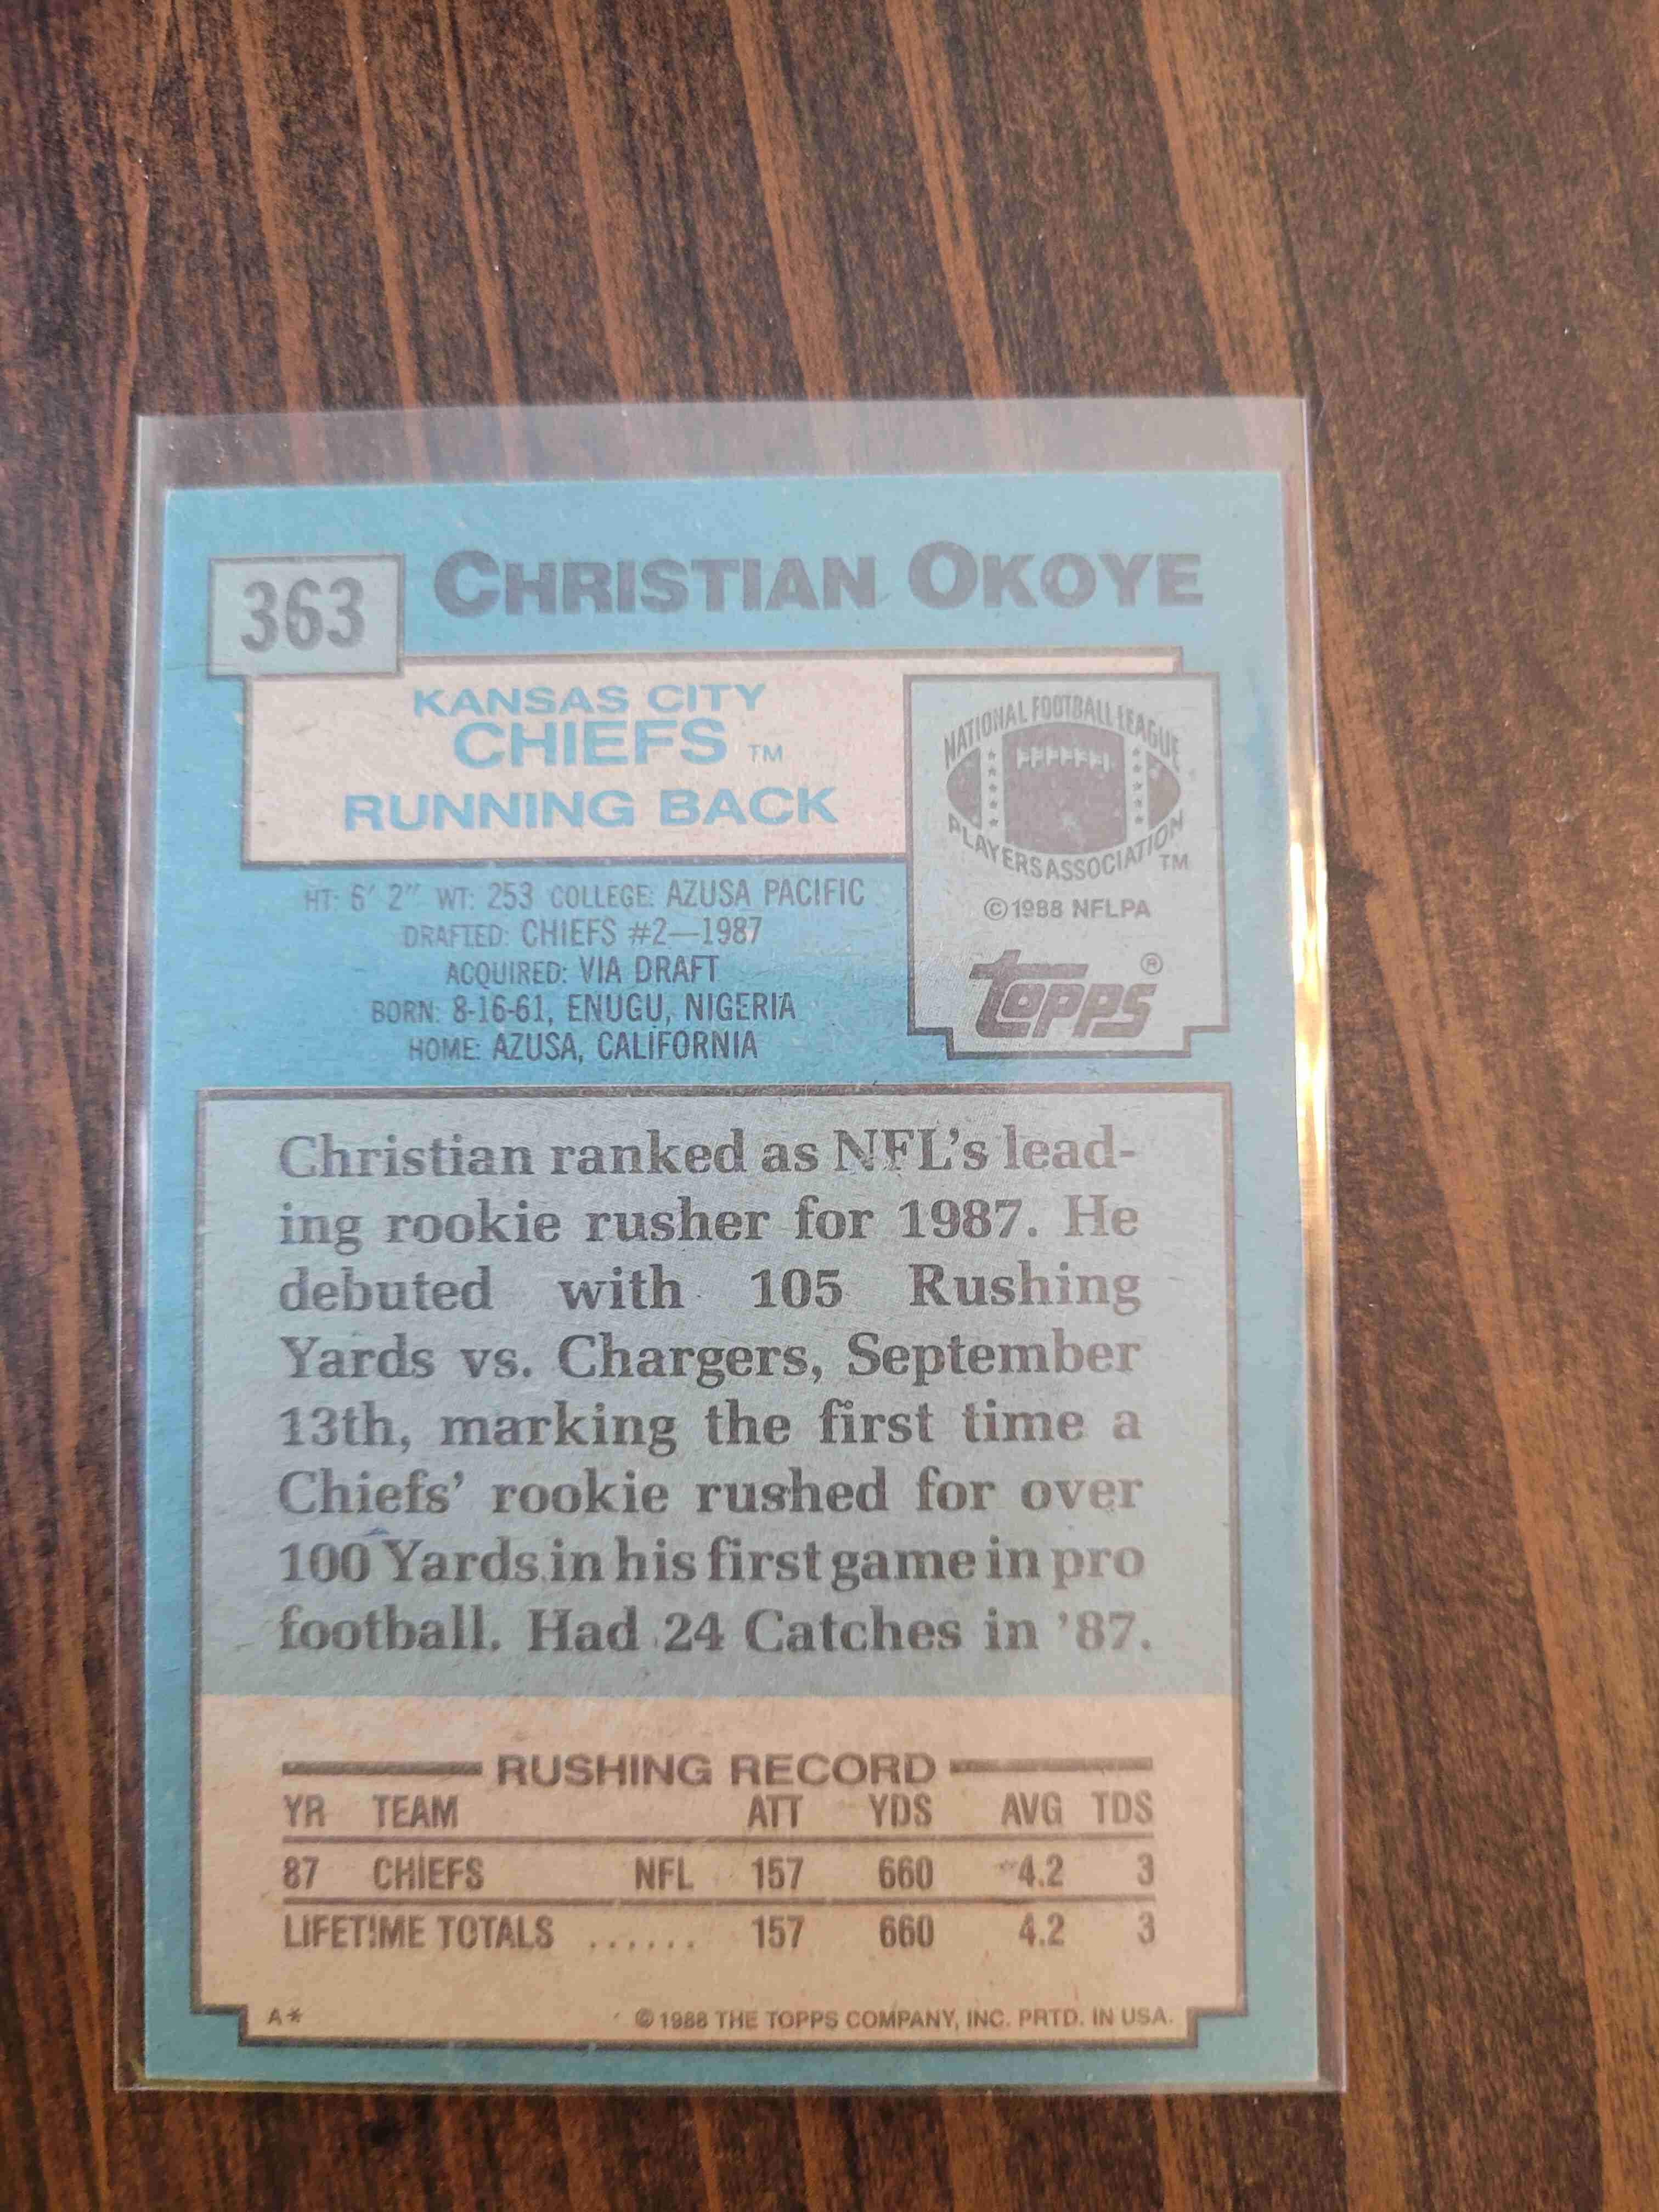 363
CHRISTIAN OKOYE
KANSAS CITY
CHIEFS TM
RUNNING BACK
NATIONAL FOOTBALL LEAGUE
PLAYERS ASSOCIATION TM
© 1988 NFLPA
topps ®
HT: 6' 2" WT: 253 COLLEGE: AZUSA PACIFIC
DRAFTED: CHIEFS #2—1987
ACQUIRED: VIA DRAFT
BORN: 8-16-61, ENUGU, NIGERIA
HOME: AZUSA, CALIFORNIA
Christian ranked as NFL's lead-
ing rookie rusher for 1987. He
debuted with 105 Rushing
Yards vs. Chargers, September
13th, marking the first time a
Chiefs' rookie rushed for over
100 Yards in his first game in pro
football. Had 24 Catches in '87.
RUSHING RECORD
YR TEAM ATT YDS AVG TDS
87 CHIEFS NFL 157 660 4.2 3
LIFETIME TOTALS ...... 157 660 4.2 3
A* © 1988 THE TOPPS COMPANY, INC. PRTD. IN USA.